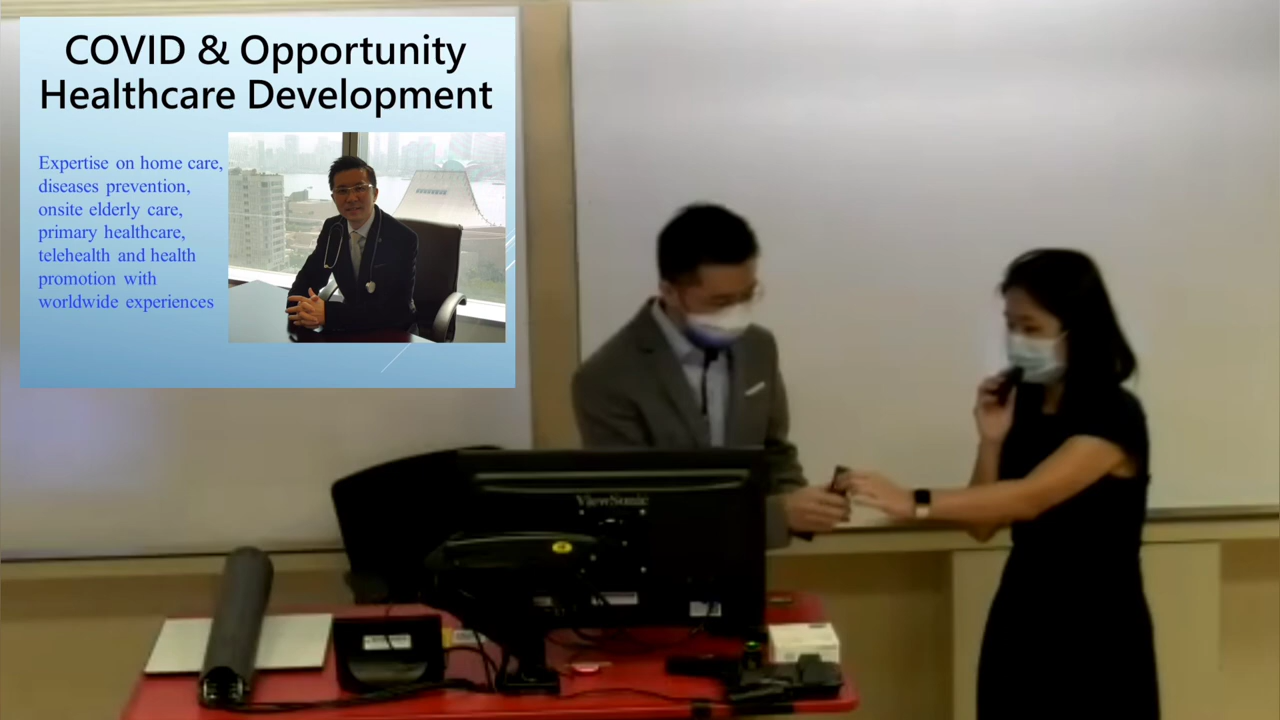 COVID & Opportunity
Healthcare Development
Expertise on home care,
diseases prevention,
onsite elderly care,
primary healthcare,
telehealth and health
promotion with
worldwide experiences
ViewSonic